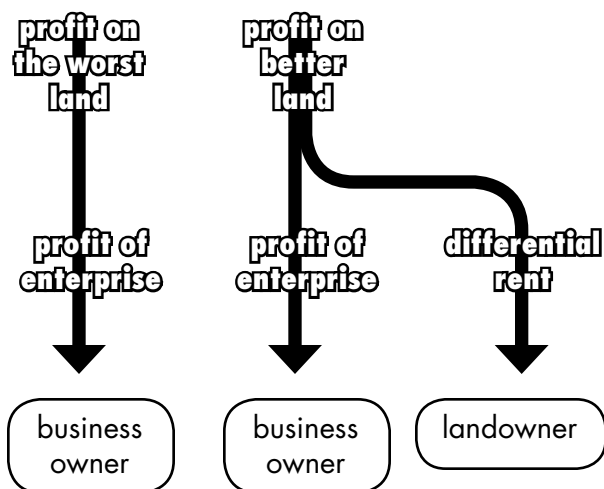 profit on
the worst
land
profit on
better
land
profit of
enterprise
profit of
enterprise
differential
rent
business
owner
business
owner
landowner